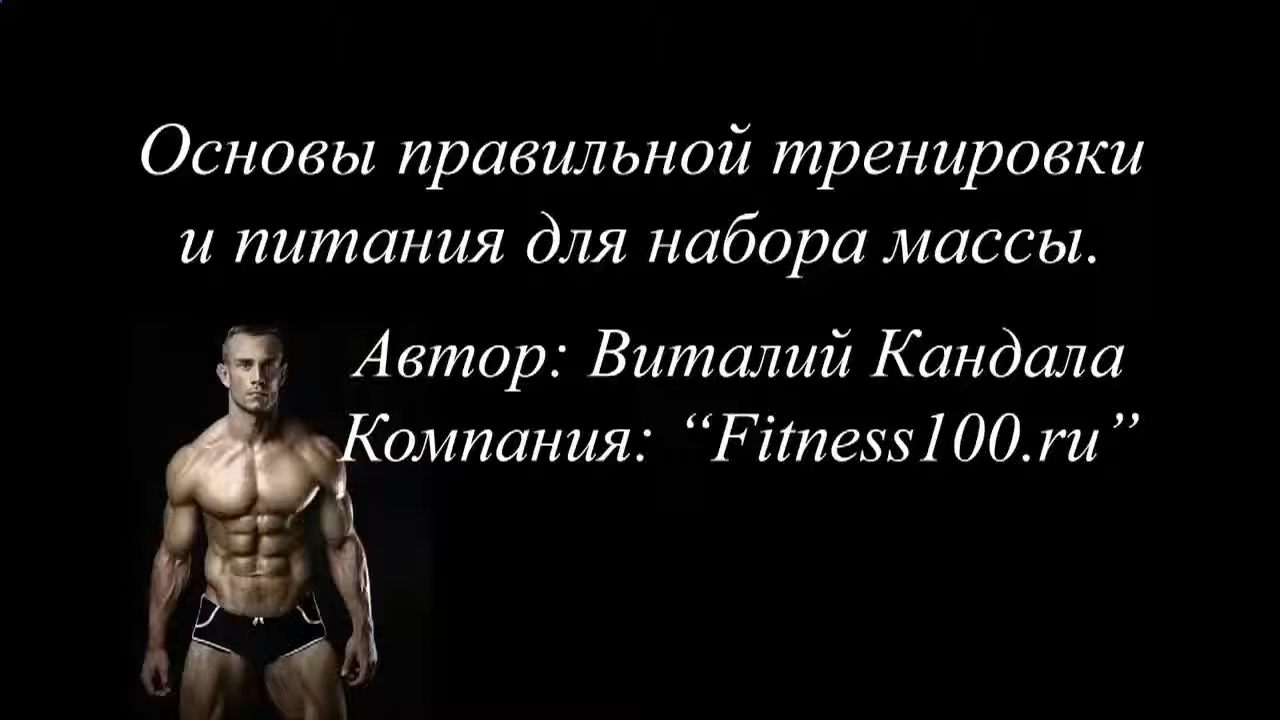 Основы правильной тренировки
и питания для набора массы.
Автор: Виталий Кандала
Компания: “Fitness100.ru”